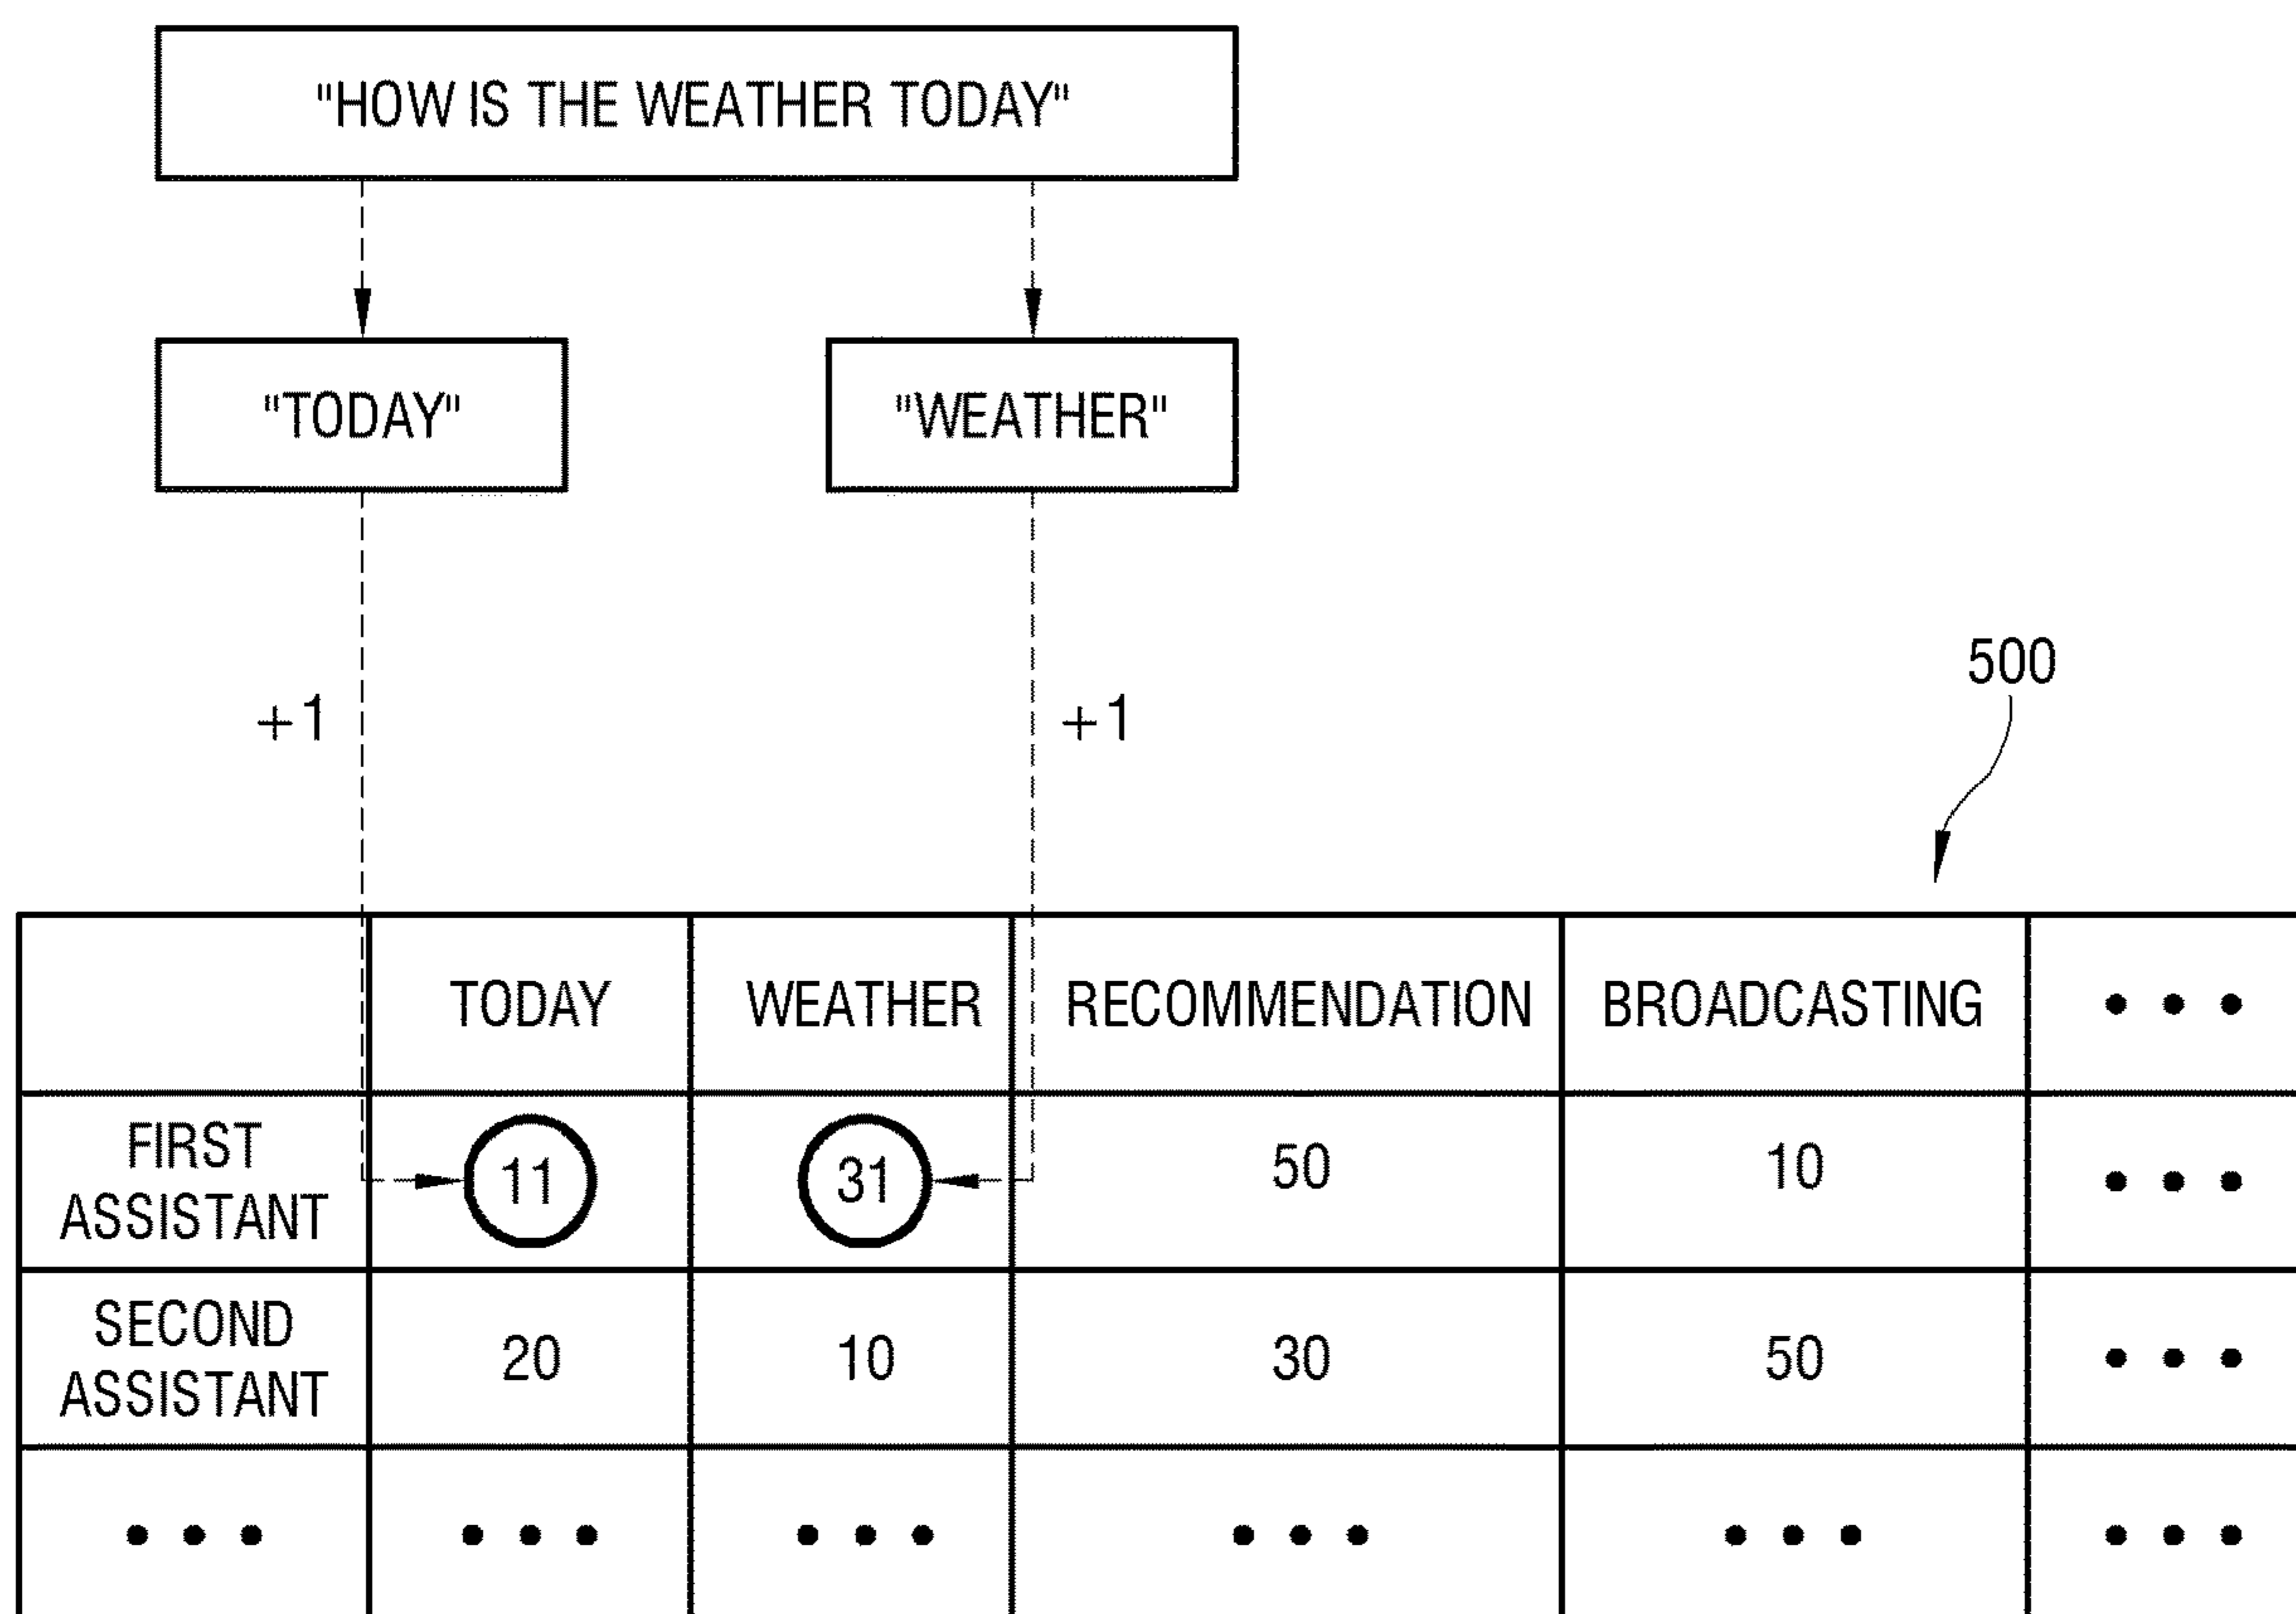 "HOW IS THE WEATHER TODAY"
"TODAY"
"WEATHER"
+1
+1
500
TODAY
WEATHER
RECOMMENDATION
BROADCASTING
• • •
FIRST
ASSISTANT
11
31
50
10
• • •
SECOND
ASSISTANT
20
10
30
50
• • •
• • •
• • •
• • •
• • •
• • •
• • •